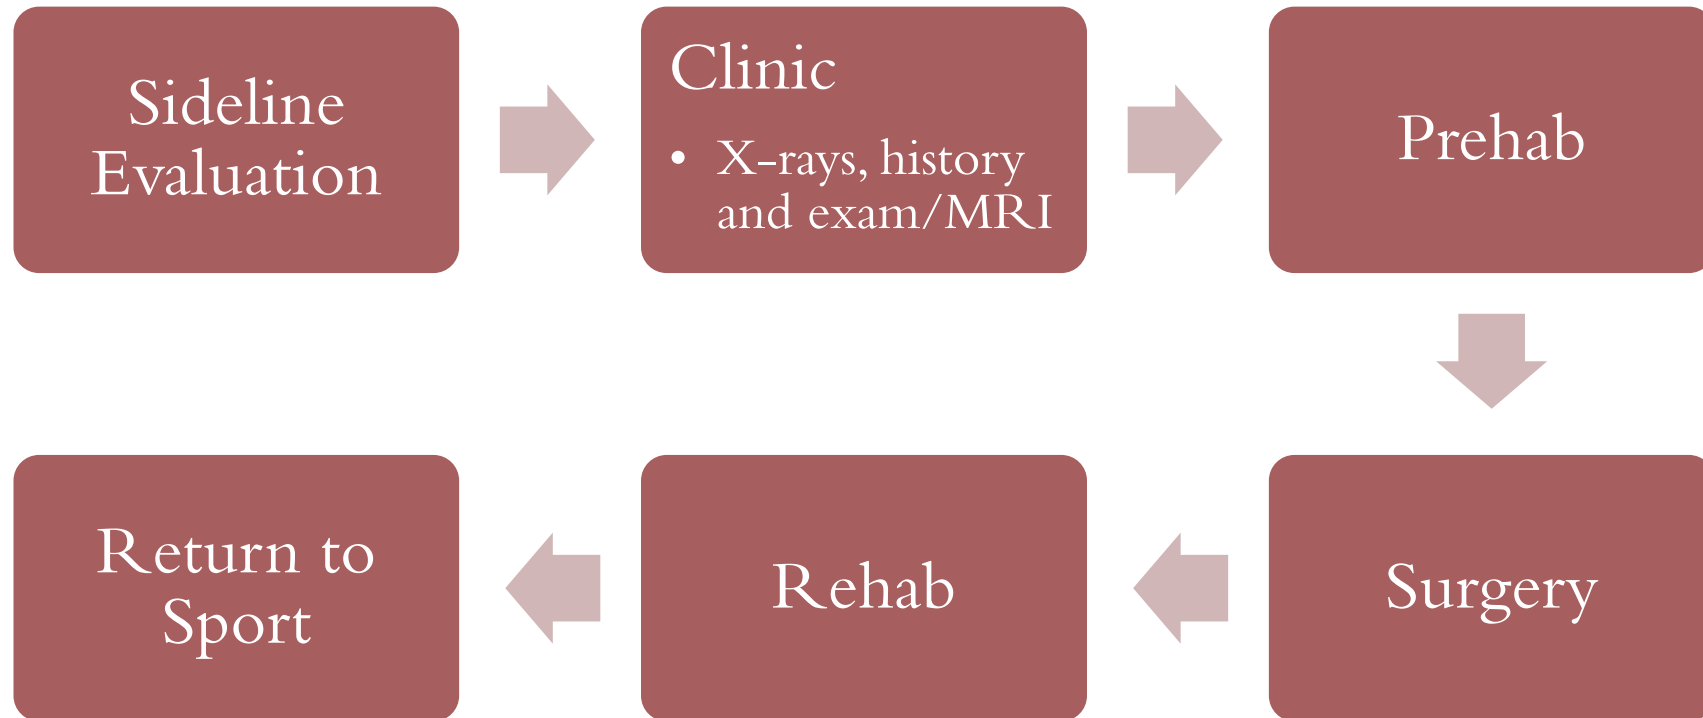 Sideline
Evaluation
Clinic
• X-rays, history
and exam/MRI
Prehab
Surgery
Rehab
Return to
Sport